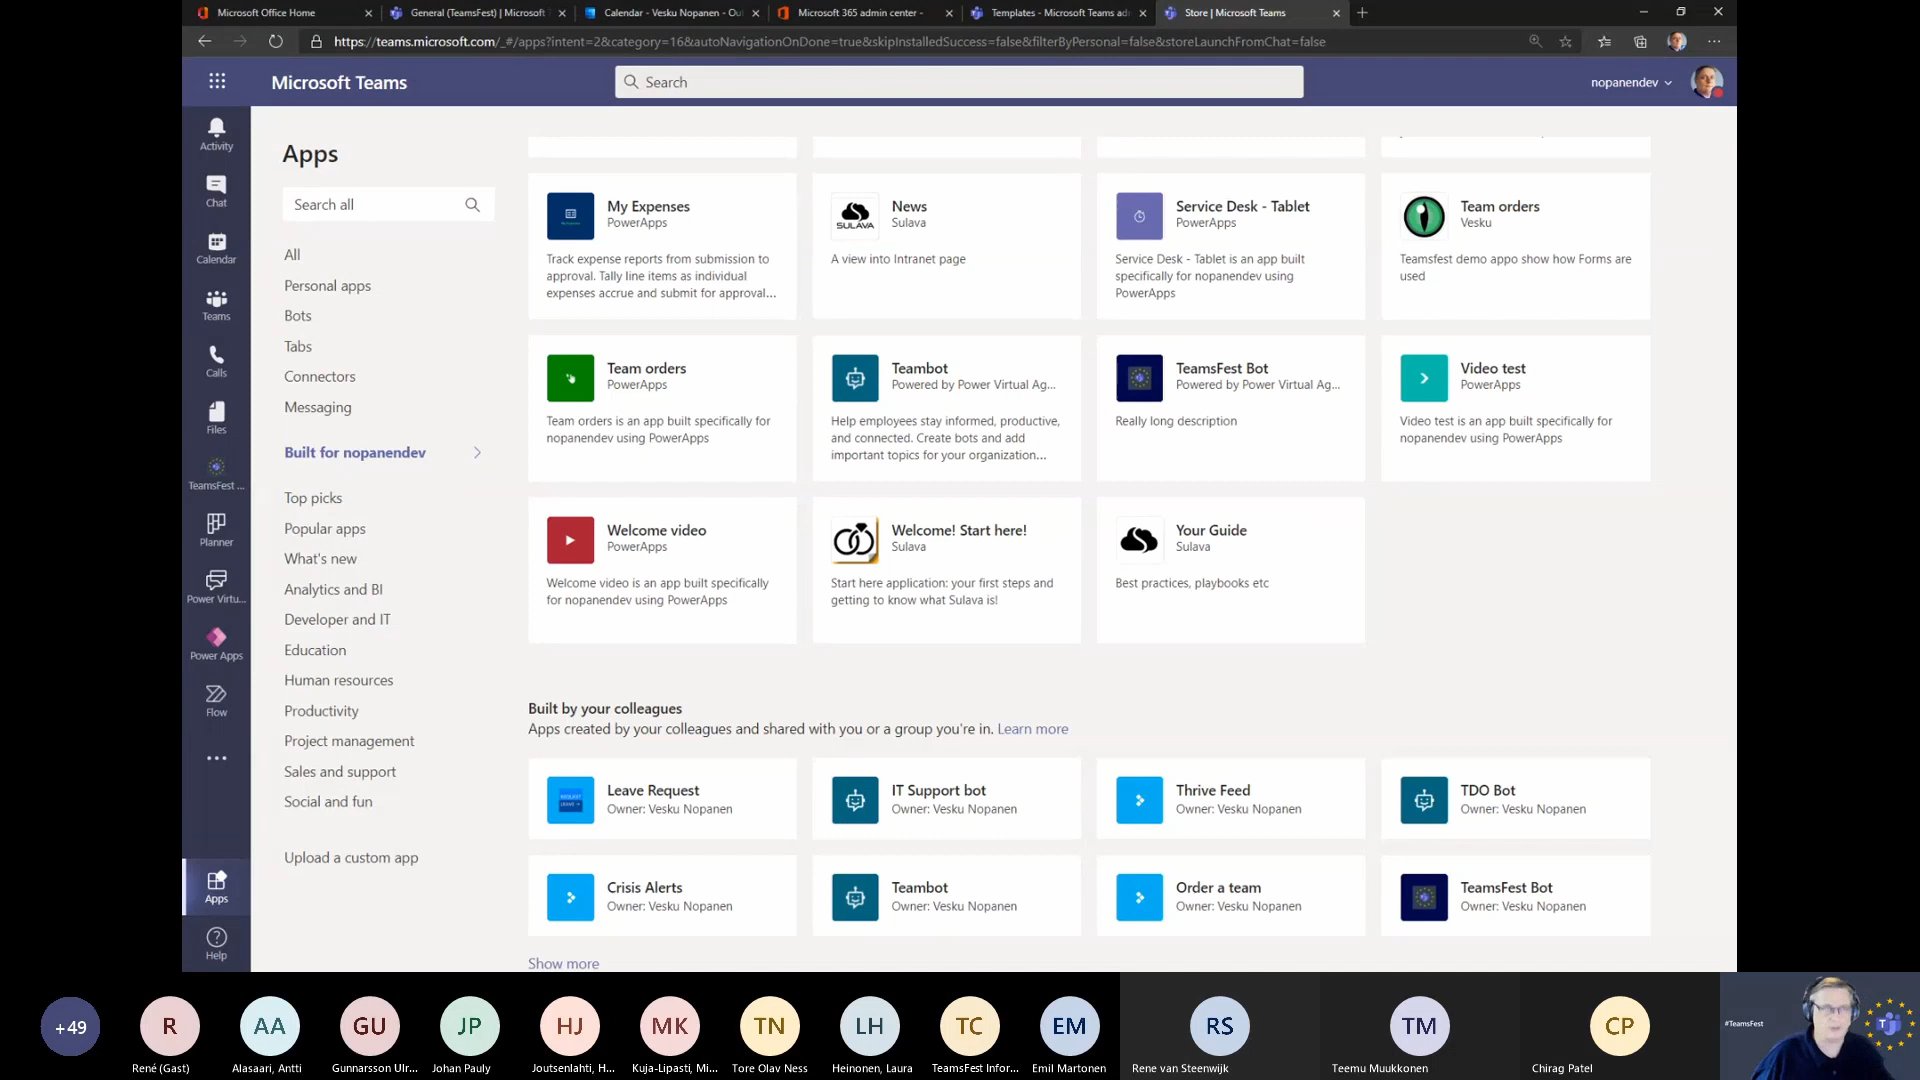 Microsoft Office Home
General (TeamsFest) | Microsoft T
Calendar - Vesku Nopanen - Out
Microsoft 365 admin center -
Templates - Microsoft Teams adm
Store | Microsoft Teams
https://teams.microsoft.com/_#/apps?intent=2&category=16&autoNavigationOnDone=true&skipInstalledSuccess=false&filterByPersonal=false&storeLaunchFromChat=false
Microsoft Teams
Search
nopanendev
Activity
Chat
Calendar
Teams
Calls
Files
TeamsFest ...
Planner
Power Virtu...
Power Apps
Flow
Apps
Help
Apps
Search all
All
Personal apps
Bots
Tabs
Connectors
Messaging
Built for nopanendev
Top picks
Popular apps
What's new
Analytics and BI
Developer and IT
Education
Human resources
Productivity
Project management
Sales and support
Social and fun
Upload a custom app
My Expenses
PowerApps
Track expense reports from submission to
approval. Tally line items as individual
expenses accrue and submit for approval...
SULAVA
News
Sulava
A view into Intranet page
Service Desk - Tablet
PowerApps
Service Desk - Tablet is an app built
specifically for nopanendev using
PowerApps
Team orders
Vesku
Teamsfest demo appo show how Forms are
used
Team orders
PowerApps
Team orders is an app built specifically for
nopanendev using PowerApps
Teambot
Powered by Power Virtual Ag...
Help employees stay informed, productive,
and connected. Create bots and add
important topics for your organization...
TeamsFest Bot
Powered by Power Virtual Ag...
Really long description
Video test
PowerApps
Video test is an app built specifically for
nopanendev using PowerApps
Welcome video
PowerApps
Welcome video is an app built specifically
for nopanendev using PowerApps
Welcome! Start here!
Sulava
Start here application: your first steps and
getting to know what Sulava is!
Your Guide
Sulava
Best practices, playbooks etc
Built by your colleagues
Apps created by your colleagues and shared with you or a group you're in. Learn more
Leave Request
Owner: Vesku Nopanen
IT Support bot
Owner: Vesku Nopanen
Thrive Feed
Owner: Vesku Nopanen
TDO Bot
Owner: Vesku Nopanen
Crisis Alerts
Owner: Vesku Nopanen
Teambot
Owner: Vesku Nopanen
Order a team
Owner: Vesku Nopanen
TeamsFest Bot
Owner: Vesku Nopanen
Show more
+49
R
René (Gast)
AA
Alasaari, Antti
GU
Gunnarsson Ulr...
JP
Johan Pauly
HJ
Joutsenlahti, H...
MK
Kuja-Lipasti, Mi...
TN
Tore Olav Ness
LH
Heinonen, Laura
TC
TeamsFest Infor...
EM
Emil Martonen
RS
Rene van Steenwijk
TM
Teemu Muukkonen
CP
Chirag Patel
#TeamsFest